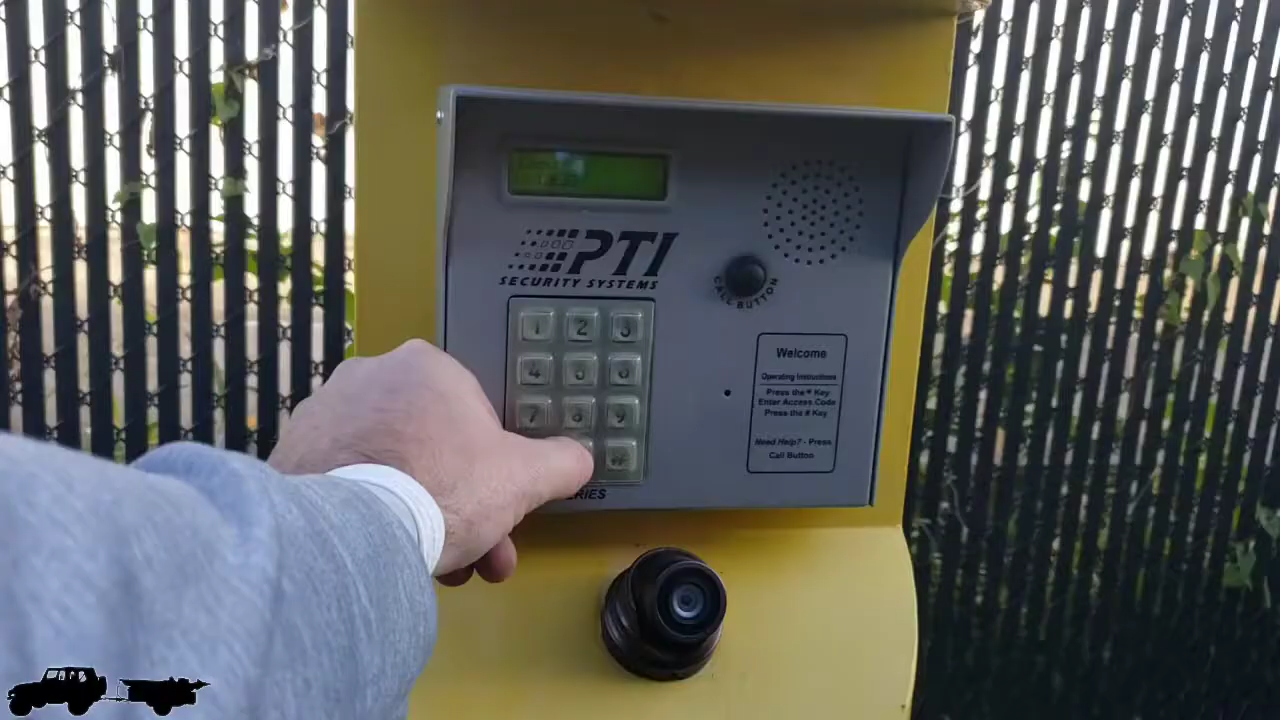 PTI
SECURITY SYSTEMS
CALL BUTTON
1 2 3
4 5 6
7 8 9
#
Welcome
Operating Instructions
Press the * Key
Enter Access Code
Press the # Key
Need Help? - Press
Call Button